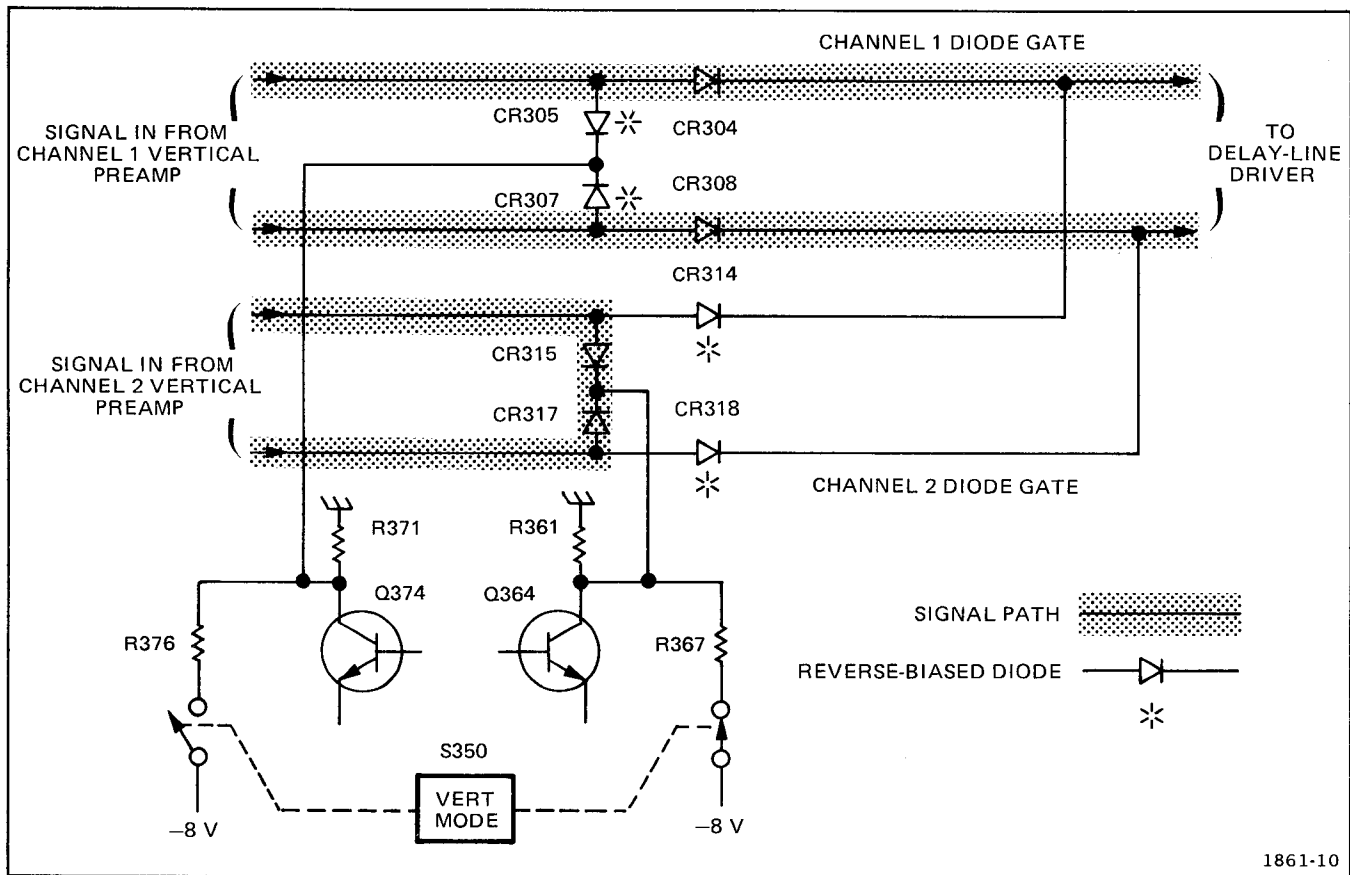 CHANNEL 1 DIODE GATE
SIGNAL IN FROM
CHANNEL 1 VERTICAL
PREAMP
CR305
CR304
TO
DELAY-LINE
DRIVER
CR307
CR308
CR314
SIGNAL IN FROM
CHANNEL 2 VERTICAL
PREAMP
CR315
CR317
CR318
CHANNEL 2 DIODE GATE
R371
R361
Q374
Q364
R376
R367
SIGNAL PATH
REVERSE-BIASED DIODE
S350
VERT
MODE
−8 V
−8 V
1861-10